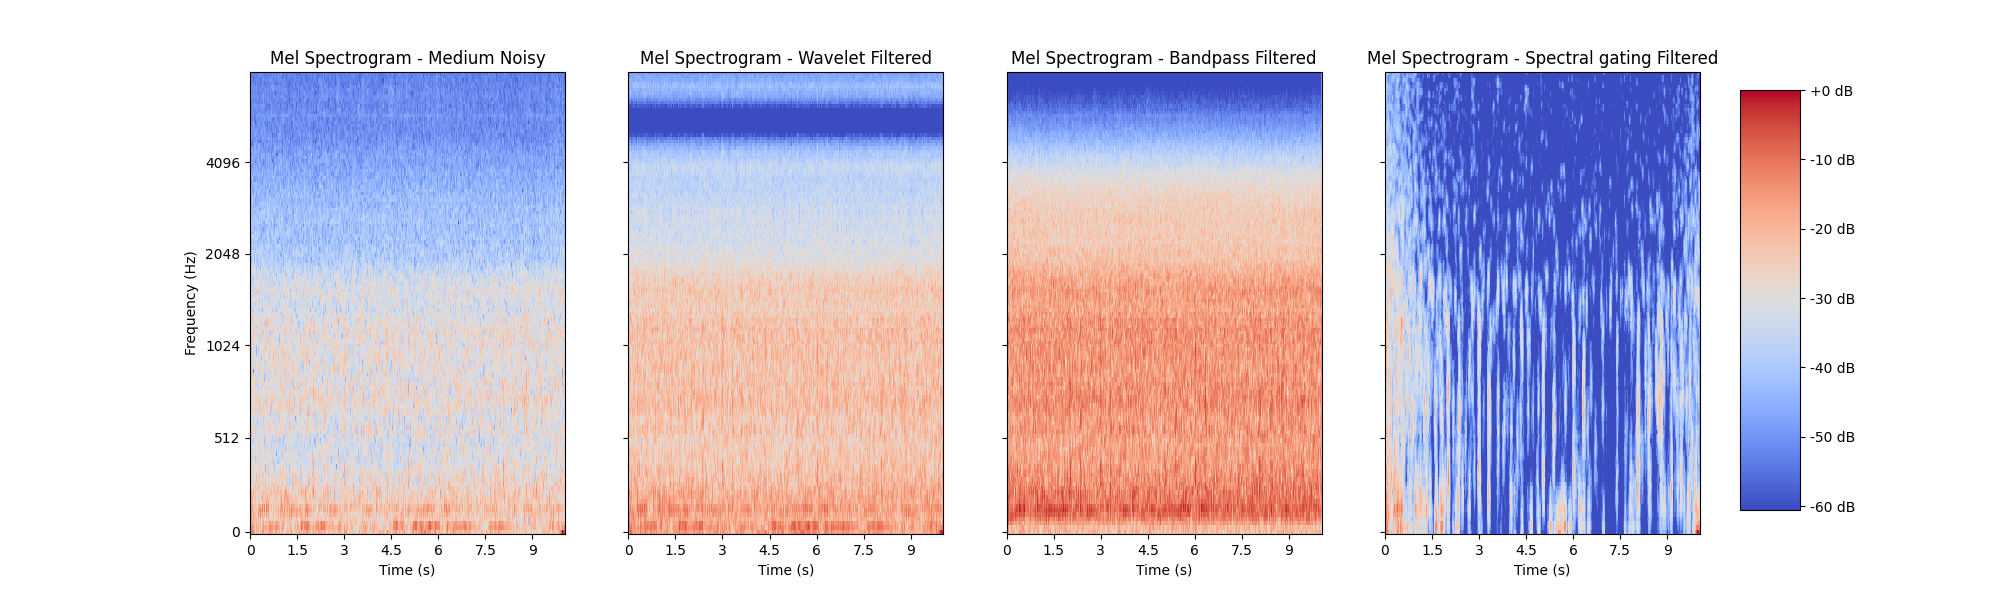 Mel Spectrogram - Medium Noisy
Mel Spectrogram - Wavelet Filtered
Mel Spectrogram - Bandpass Filtered
Mel Spectrogram - Spectral gating Filtered
Frequency (Hz)
4096
2048
1024
512
0
0 1.5 3 4.5 6 7.5 9
Time (s)
0 1.5 3 4.5 6 7.5 9
Time (s)
0 1.5 3 4.5 6 7.5 9
Time (s)
0 1.5 3 4.5 6 7.5 9
Time (s)
+0 dB
-10 dB
-20 dB
-30 dB
-40 dB
-50 dB
-60 dB